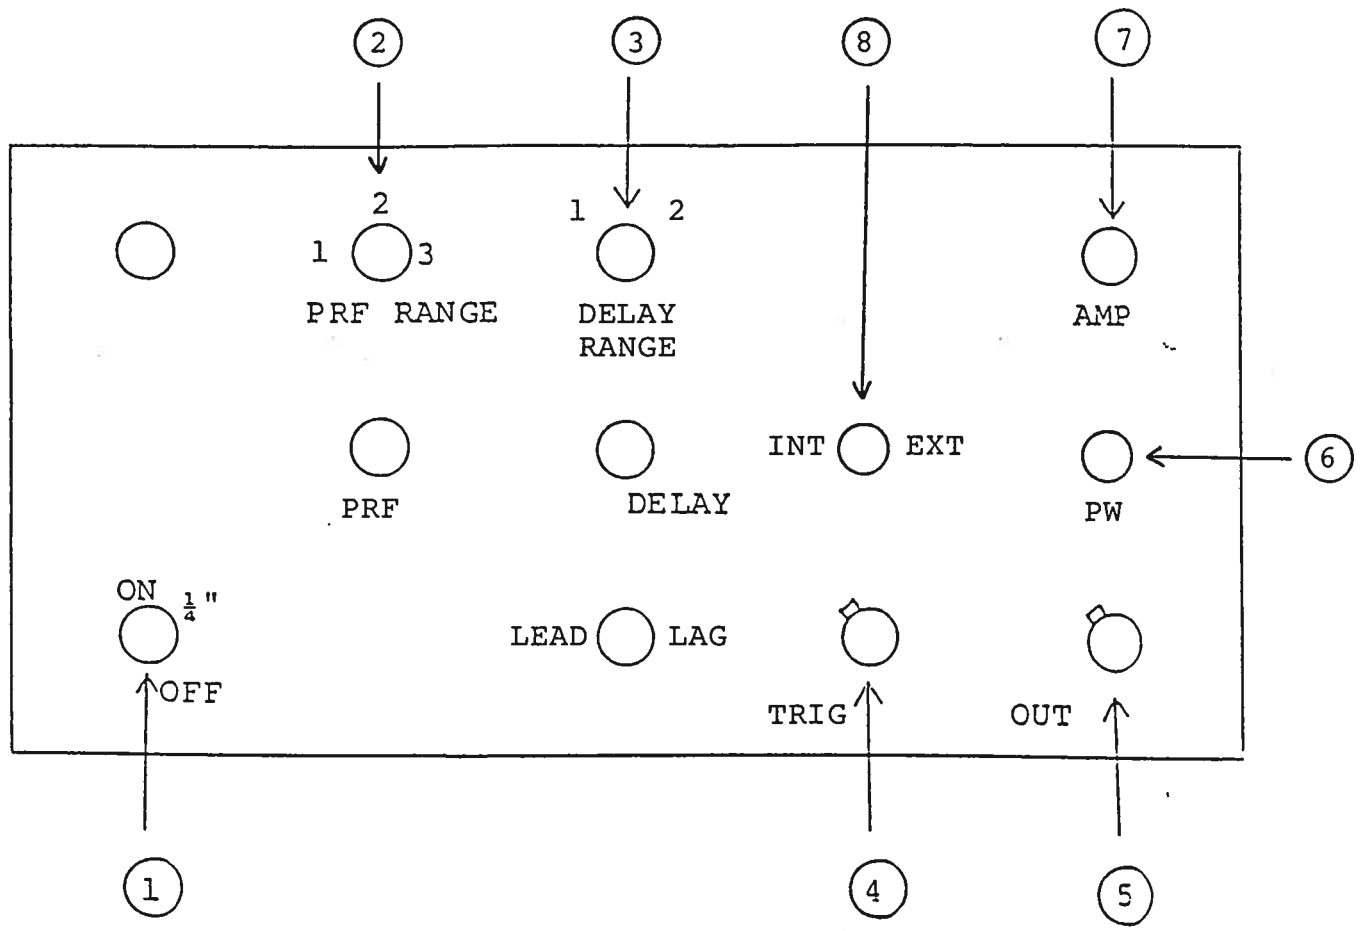 2 3 8 7
2
1 2
1 3
PRF RANGE
DELAY
RANGE
AMP
INT EXT
6
PRF
DELAY
PW
ON 1/4"
LEAD LAG
OFF
TRIG
OUT
1 4 5